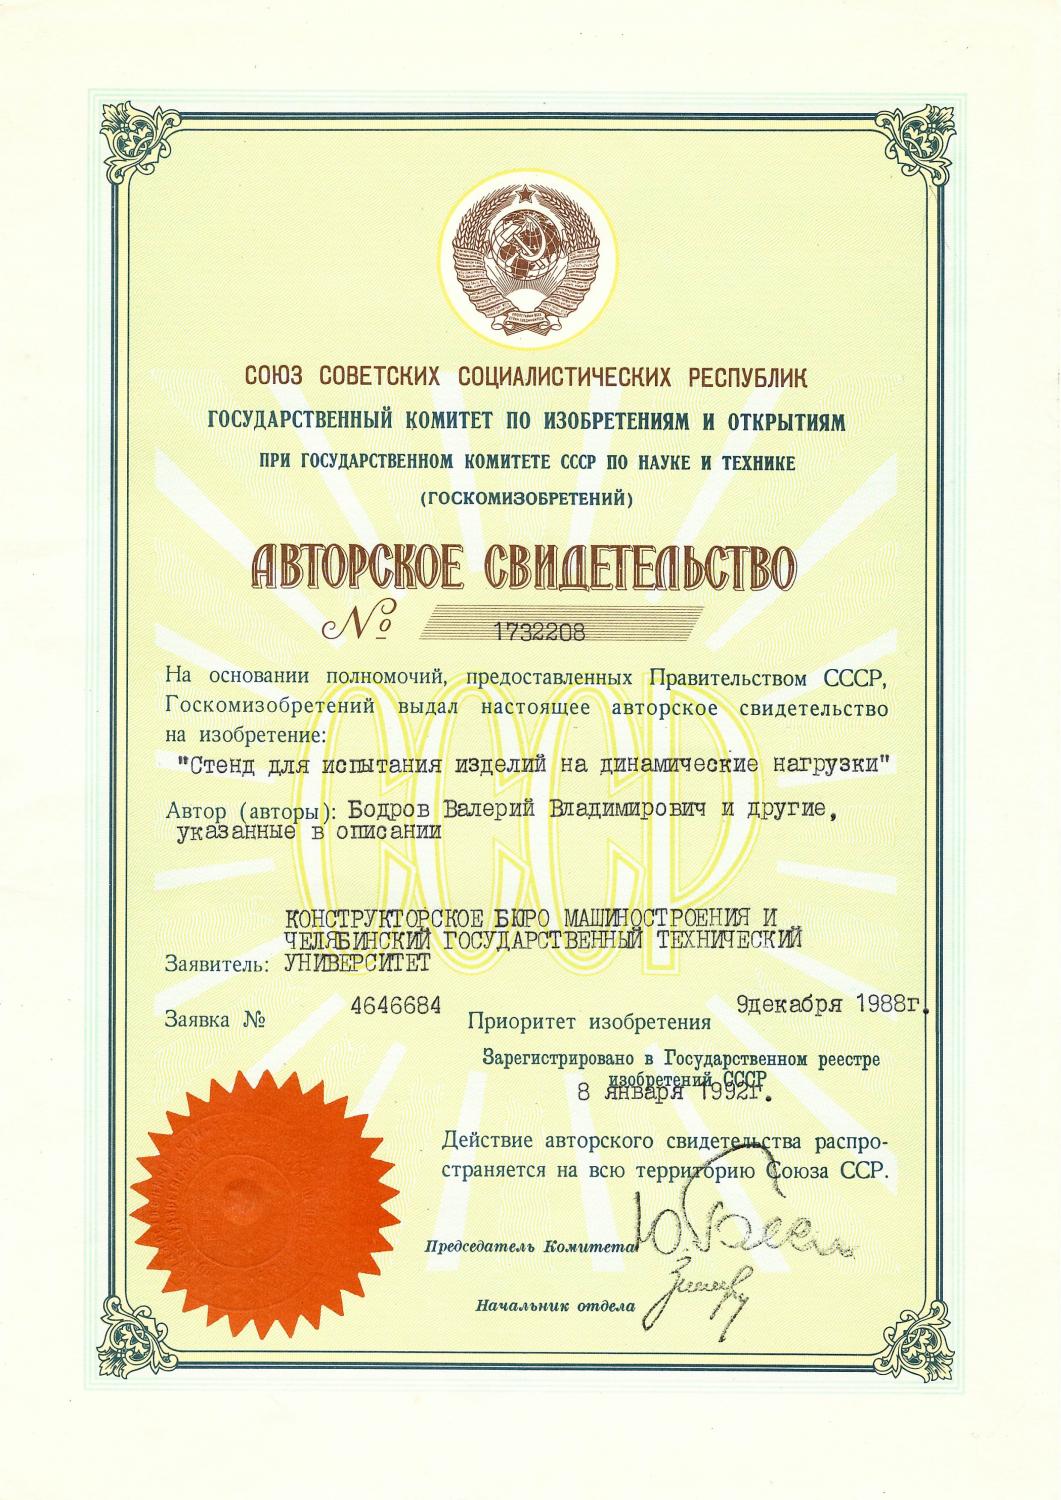 СОЮЗ СОВЕТСКИХ СОЦИАЛИСТИЧЕСКИХ РЕСПУБЛИК
ГОСУДАРСТВЕННЫЙ КОМИТЕТ ПО ИЗОБРЕТЕНИЯМ И ОТКРЫТИЯМ
ПРИ ГОСУДАРСТВЕННОМ КОМИТЕТЕ СССР ПО НАУКЕ И ТЕХНИКЕ
(ГОСКОМИЗОБРЕТЕНИЙ)
АВТОРСКОЕ СВИДЕТЕЛЬСТВО
№ 1732208
На основании полномочий, предоставленных Правительством СССР,
Госкомизобретений выдал настоящее авторское свидетельство
на изобретение:
"Стенд для испытания изделий на динамические нагрузки"
Автор (авторы): Бодров Валерий Владимирович и другие,
указанные в описании
СССР
КОНСТРУКТОРСКОЕ БЮРО МАШИНОСТРОЕНИЯ И
ЧЕЛЯБИНСКИЙ ГОСУДАРСТВЕННЫЙ ТЕХНИЧЕСКИЙ
Заявитель: УНИВЕРСИТЕТ
Заявка № 4646684 Приоритет изобретения 9декабря 1988г.
Зарегистрировано в Государственном реестре
изобретений СССР
8 января 1992г.
Действие авторского свидетельства распро-
страняется на всю территорию Союза ССР.
Председатель Комитета
Начальник отдела